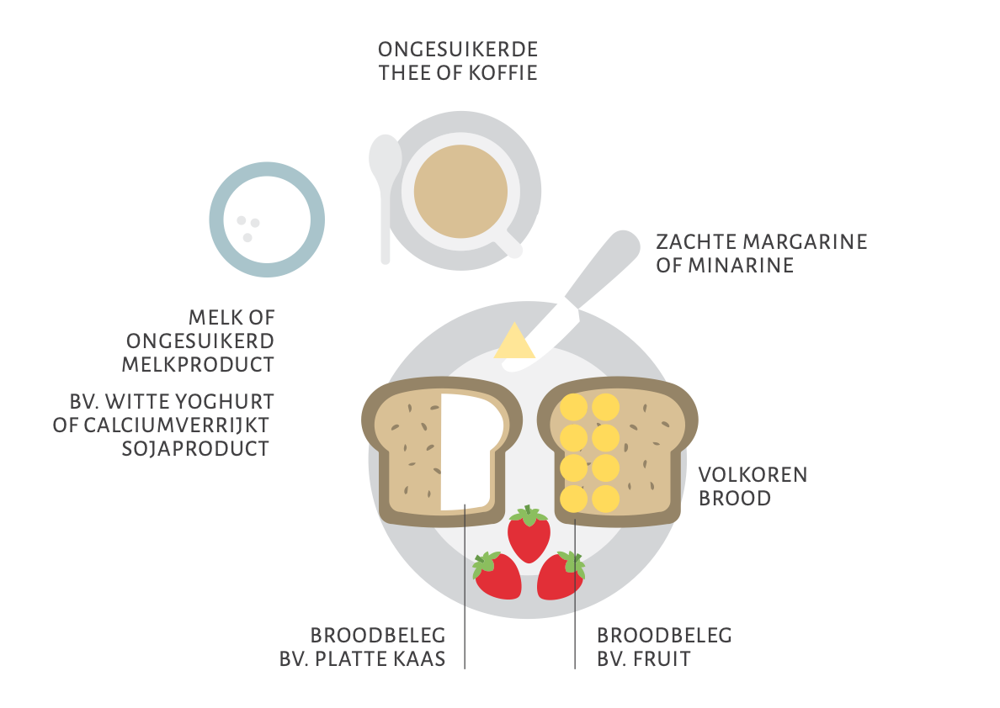 ONGESUIKERDE
THEE OF KOFFIE
ZACHTE MARGARINE
OF MINARINE
MELK OF
ONGESUIKERD
MELKPRODUCT
BV. WITTE YOGHURT
OF CALCIUMVERRIJKT
SOJAPRODUCT
VOLKOREN
BROOD
BROODBELEG
BV. PLATTE KAAS
BROODBELEG
BV. FRUIT